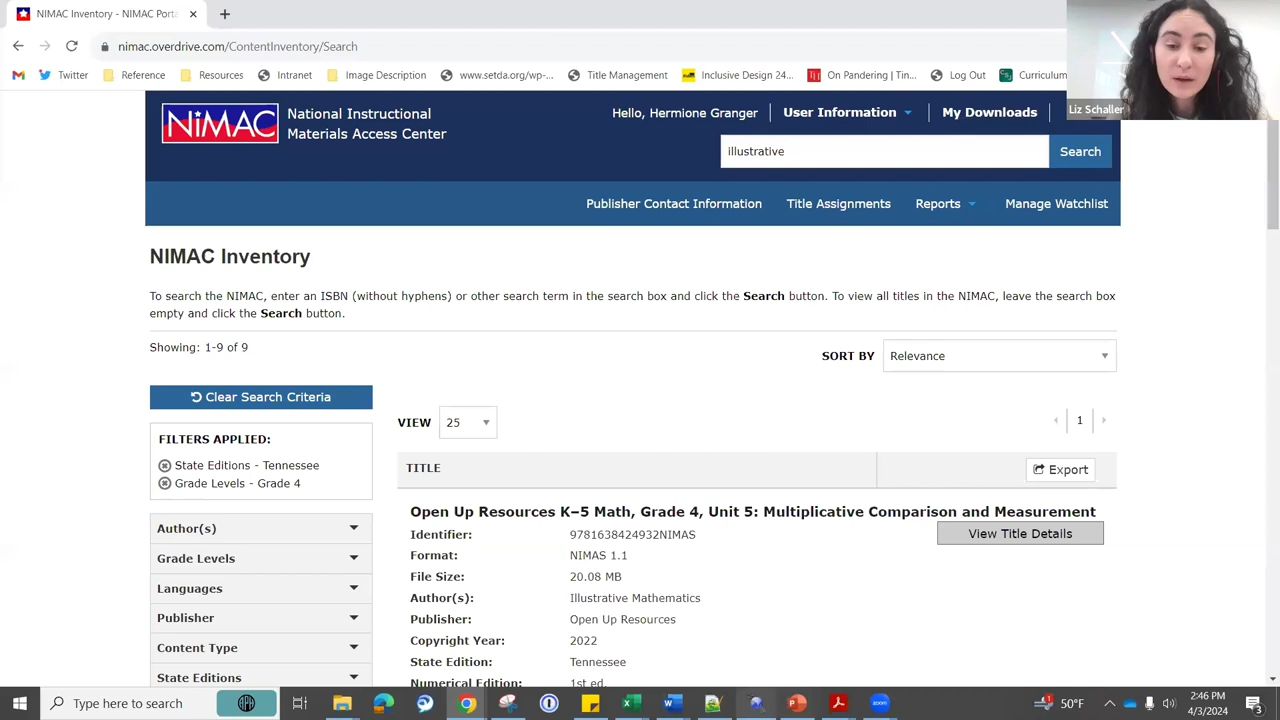 NIMAC Inventory - NIMAC Porta
nimac.overdrive.com/ContentInventory/Search
Twitter Reference Resources Intranet Image Description www.setda.org/wp-... Title Management Inclusive Design 24... On Pandering | Tin... Log Out Curriculum
Liz Schaller
NIMAC National Instructional
Materials Access Center
Hello, Hermione Granger User Information My Downloads
illustrative Search
Publisher Contact Information Title Assignments Reports Manage Watchlist
NIMAC Inventory
To search the NIMAC, enter an ISBN (without hyphens) or other search term in the search box and click the Search button. To view all titles in the NIMAC, leave the search box
empty and click the Search button.
Showing: 1-9 of 9
SORT BY Relevance
Clear Search Criteria
VIEW 25 1
FILTERS APPLIED:
State Editions - Tennessee
Grade Levels - Grade 4
TITLE Export
Author(s)
Grade Levels
Languages
Publisher
Content Type
State Editions
Open Up Resources K–5 Math, Grade 4, Unit 5: Multiplicative Comparison and Measurement
Identifier: 9781638424932NIMAS View Title Details
Format: NIMAS 1.1
File Size: 20.08 MB
Author(s): Illustrative Mathematics
Publisher: Open Up Resources
Copyright Year: 2022
State Edition: Tennessee
Numerical Edition: 1st ed.
Type here to search
50°F
2:46 PM
4/3/2024